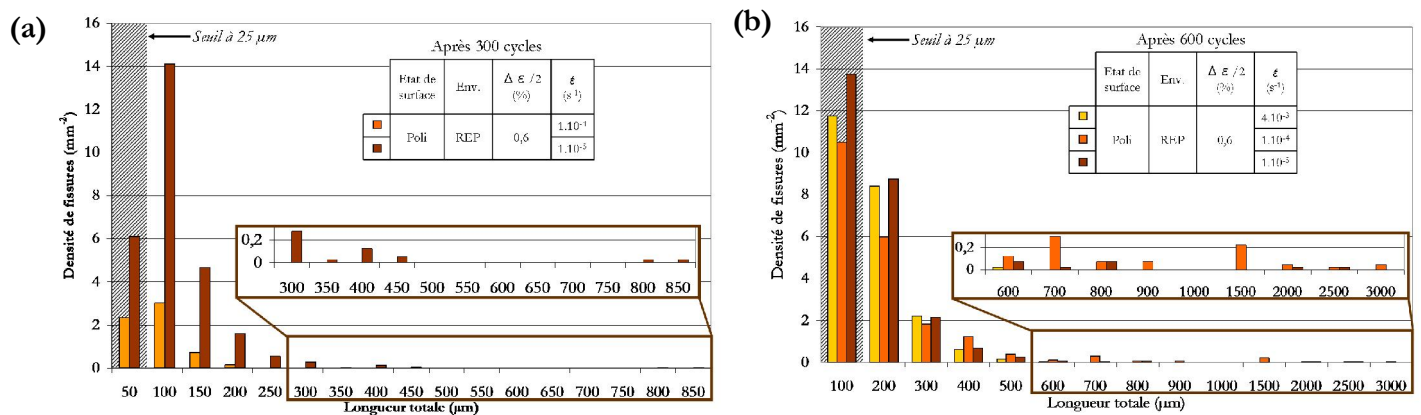 (a)
Densité de fissures (mm⁻²)
16
14
12
10
8
6
4
2
0
Seuil à 25 µm
Après 300 cycles
Etat de surface Env. Δ ε /2 (%) ε̇ (s⁻¹)
Poli REP 0,6 1.10⁻⁴
1.10⁻⁵
0,2
0
300 350 400 450 500 550 600 650 700 750 800 850
50 100 150 200 250 300 350 400 450 500 550 600 650 700 750 800 850
Longueur totale (µm)
(b)
Densité de fissures (mm⁻²)
16
14
12
10
8
6
4
2
0
Seuil à 25 µm
Après 600 cycles
Etat de surface Env. Δ ε /2 (%) ε̇ (s⁻¹)
4.10⁻³
Poli REP 0,6 1.10⁻⁴
1.10⁻⁵
0,2
0
600 700 800 900 1000 1500 2000 2500 3000
100 200 300 400 500 600 700 800 900 1000 1500 2000 2500 3000
Longueur totale (µm)